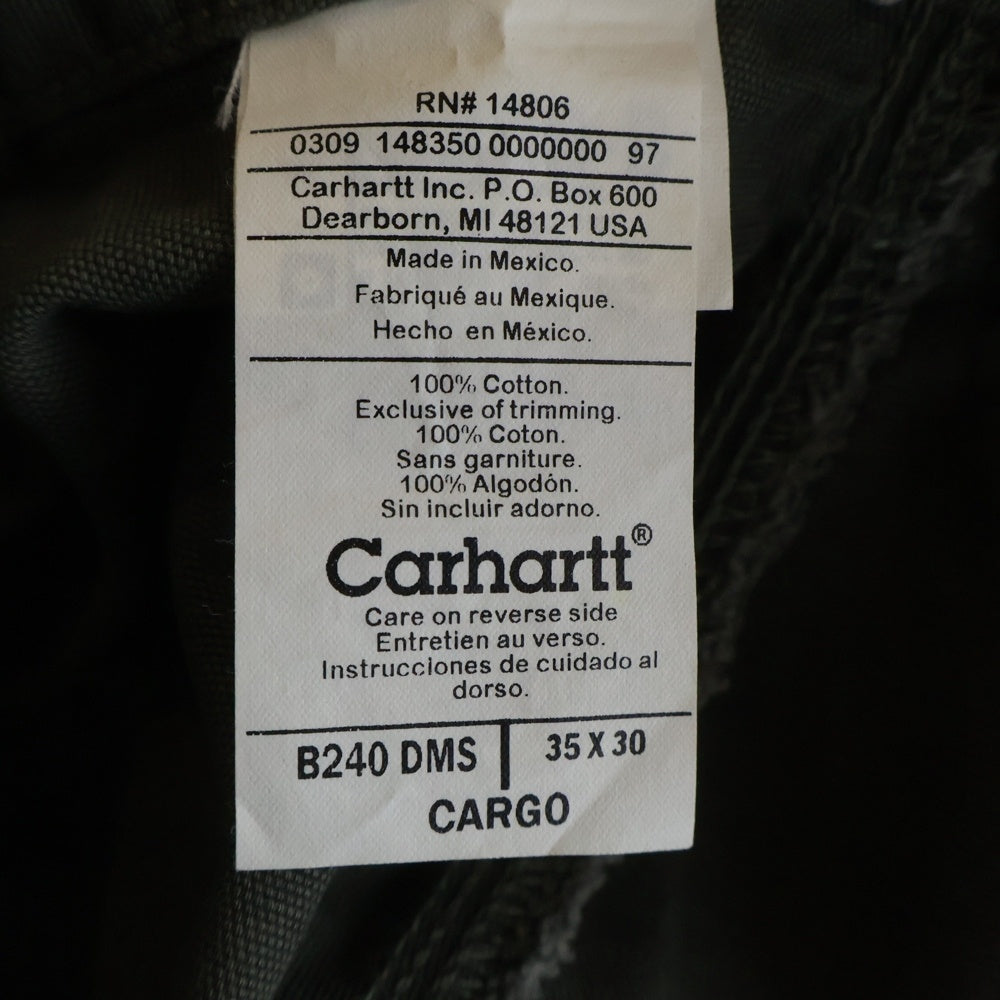 RN# 14806
0309 148350 0000000 97
Carhartt Inc. P.O. Box 600
Dearborn, MI 48121 USA
Made in Mexico.
Fabriqué au Mexique.
Hecho en México.
100% Cotton.
Exclusive of trimming.
100% Coton.
Sans garniture.
100% Algodón.
Sin incluir adorno.
Carhartt®
Care on reverse side
Entretien au verso.
Instrucciones de cuidado al
dorso.
B240 DMS | 35 X 30
CARGO